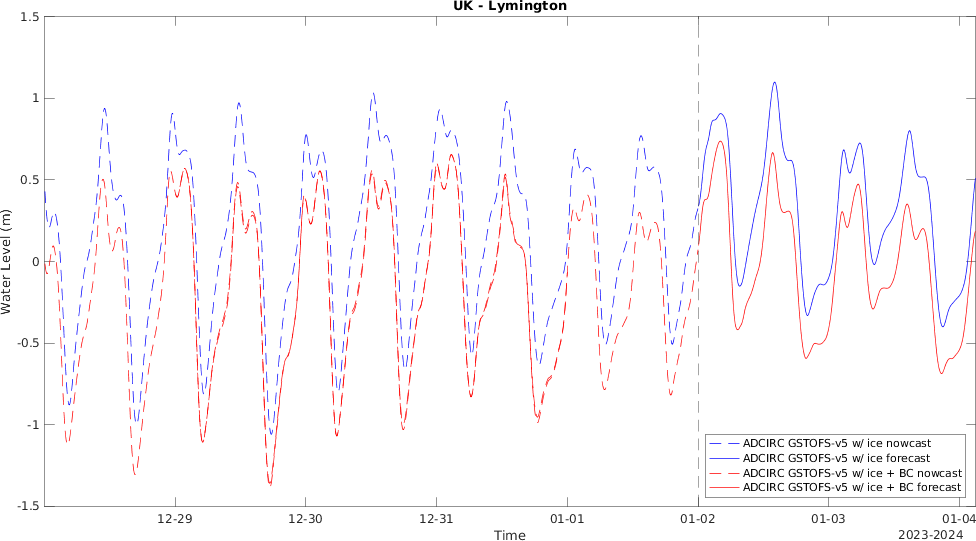 UK - Lymington
1.5
1
0.5
0
-0.5
-1
-1.5
Water Level (m)
12-29
12-30
12-31
01-01
01-02
01-03
01-04
Time
2023-2024
ADCIRC GSTOFS-v5 w/ ice nowcast
ADCIRC GSTOFS-v5 w/ ice forecast
ADCIRC GSTOFS-v5 w/ ice + BC nowcast
ADCIRC GSTOFS-v5 w/ ice + BC forecast